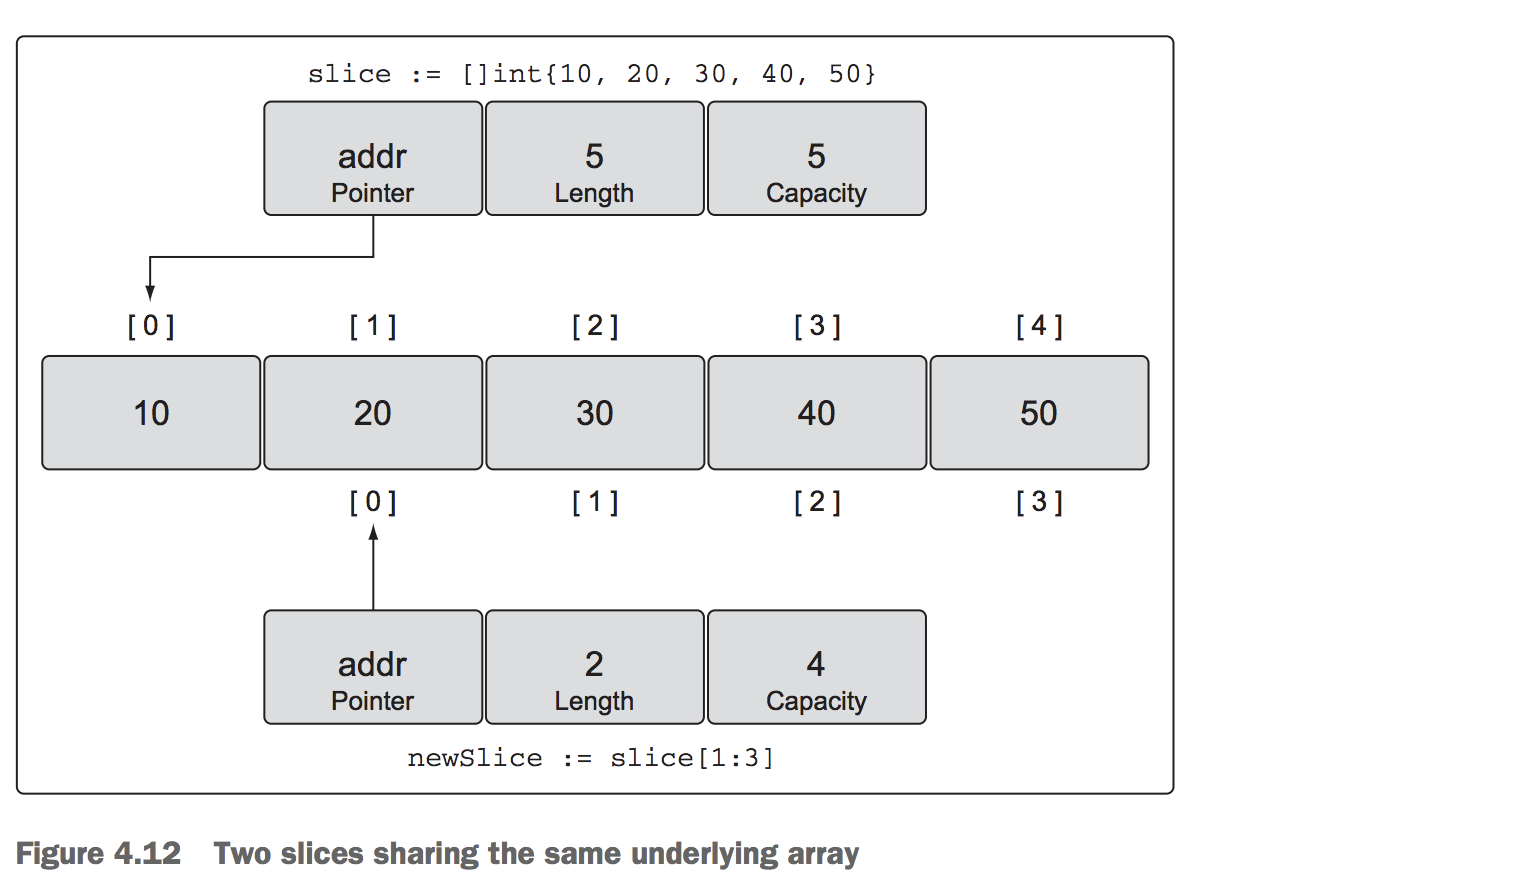 slice := []int{10, 20, 30, 40, 50}
addr 5 5
Pointer Length Capacity
[0] [1] [2] [3] [4]
10 20 30 40 50
[0] [1] [2] [3]
addr 2 4
Pointer Length Capacity
newSlice := slice[1:3]
Figure 4.12 Two slices sharing the same underlying array